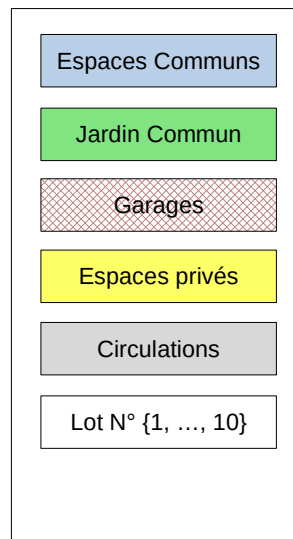 Espaces Communs
Jardin Commun
Garages
Espaces privés
Circulations
Lot N° {1, …, 10}